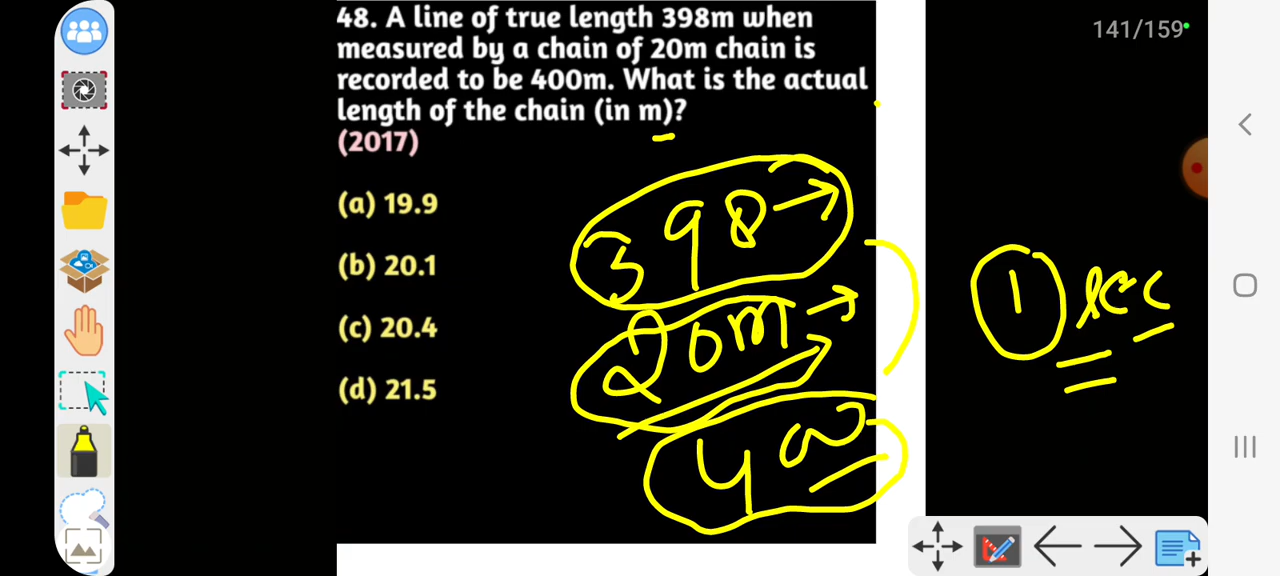 48. A line of true length 398m when
measured by a chain of 20m chain is
recorded to be 400m. What is the actual
length of the chain (in m)?
(2017)
(a) 19.9
(b) 20.1
(c) 20.4
(d) 21.5
398
20m
400
1 sec
141/159